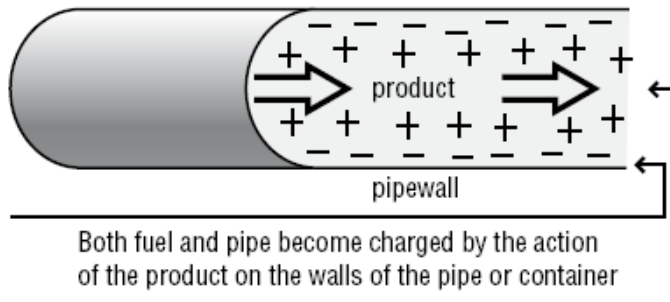 product
pipewall
Both fuel and pipe become charged by the action
of the product on the walls of the pipe or container